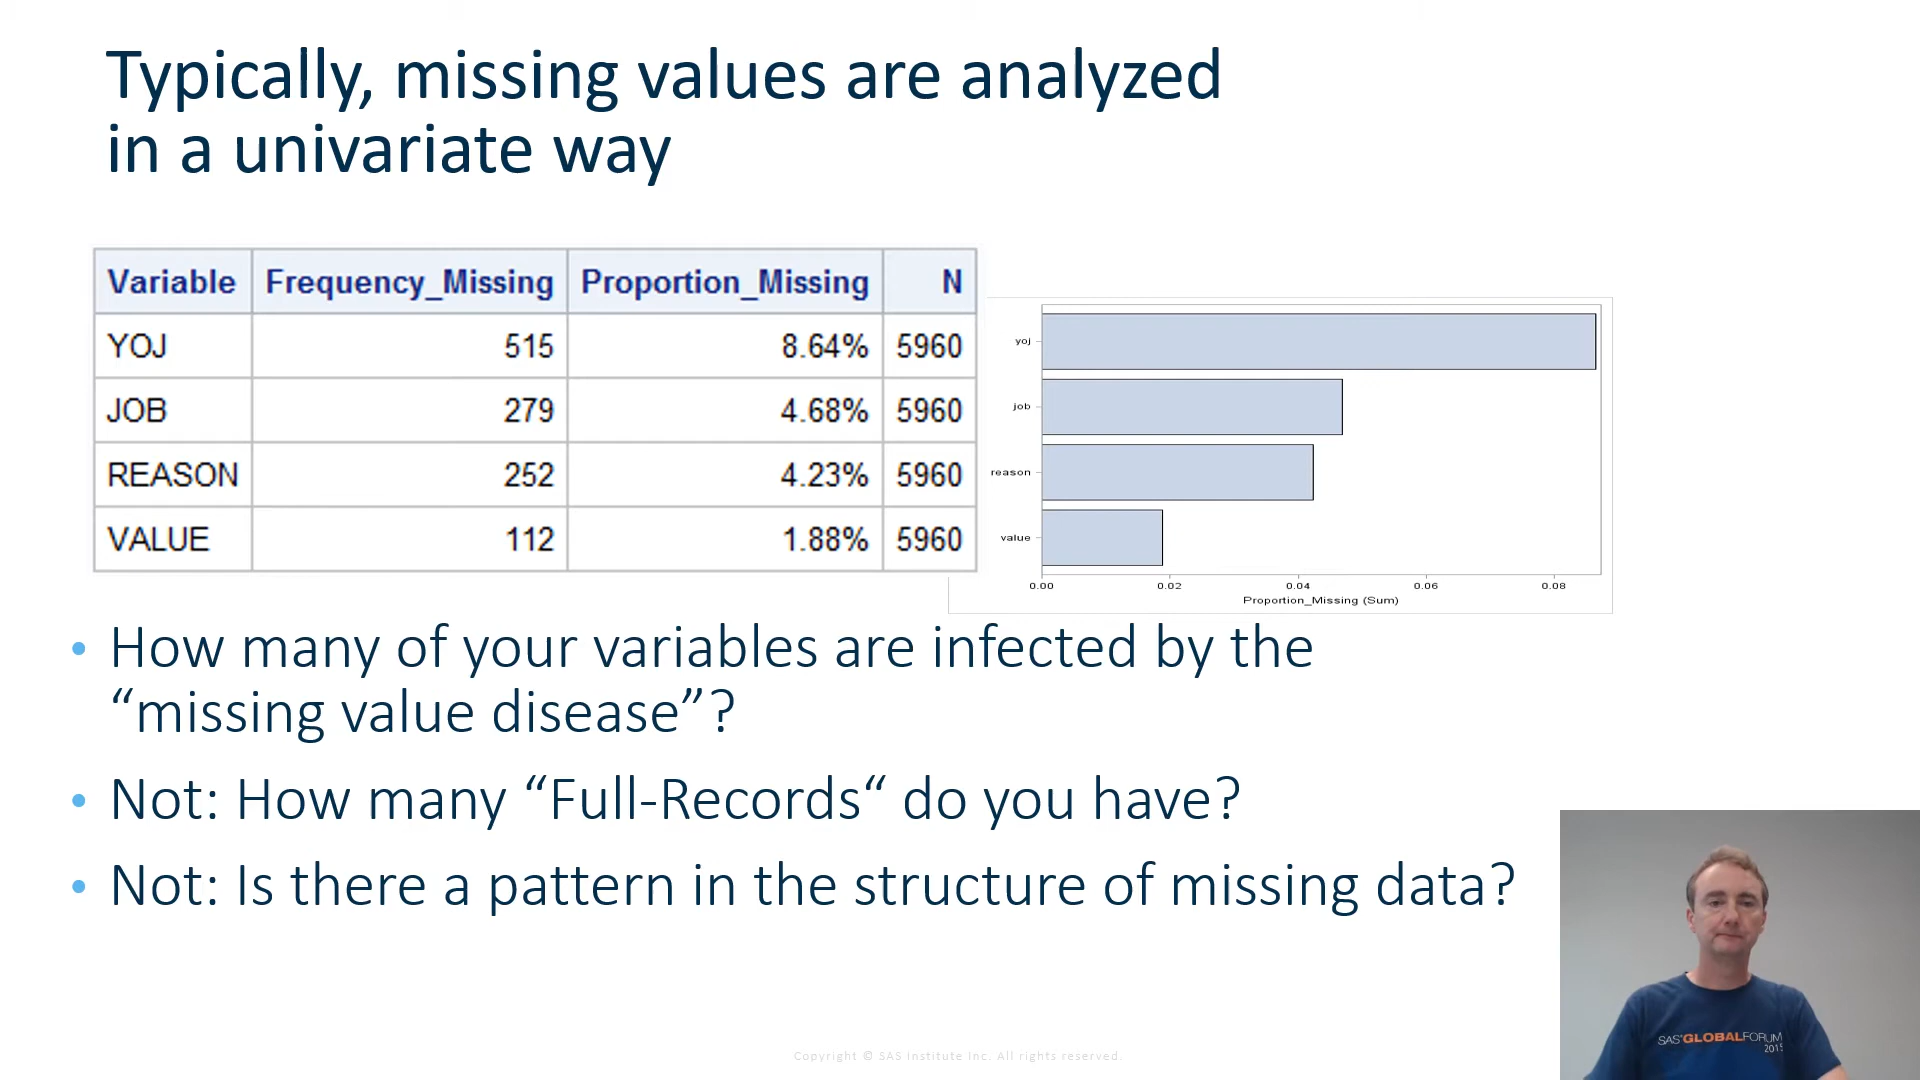 Typically, missing values are analyzed
in a univariate way
Variable Frequency_Missing Proportion_Missing N
YOJ 515 8.64% 5960
JOB 279 4.68% 5960
REASON 252 4.23% 5960
VALUE 112 1.88% 5960
yoj
job
reason
value
0.00 0.02 0.04 0.06 0.08
Proportion_Missing (Sum)
• How many of your variables are infected by the
“missing value disease”?
• Not: How many “Full-Records“ do you have?
• Not: Is there a pattern in the structure of missing data?
SAS® GLOBALFORUM
2015
Copyright © SAS Institute Inc. All rights reserved.